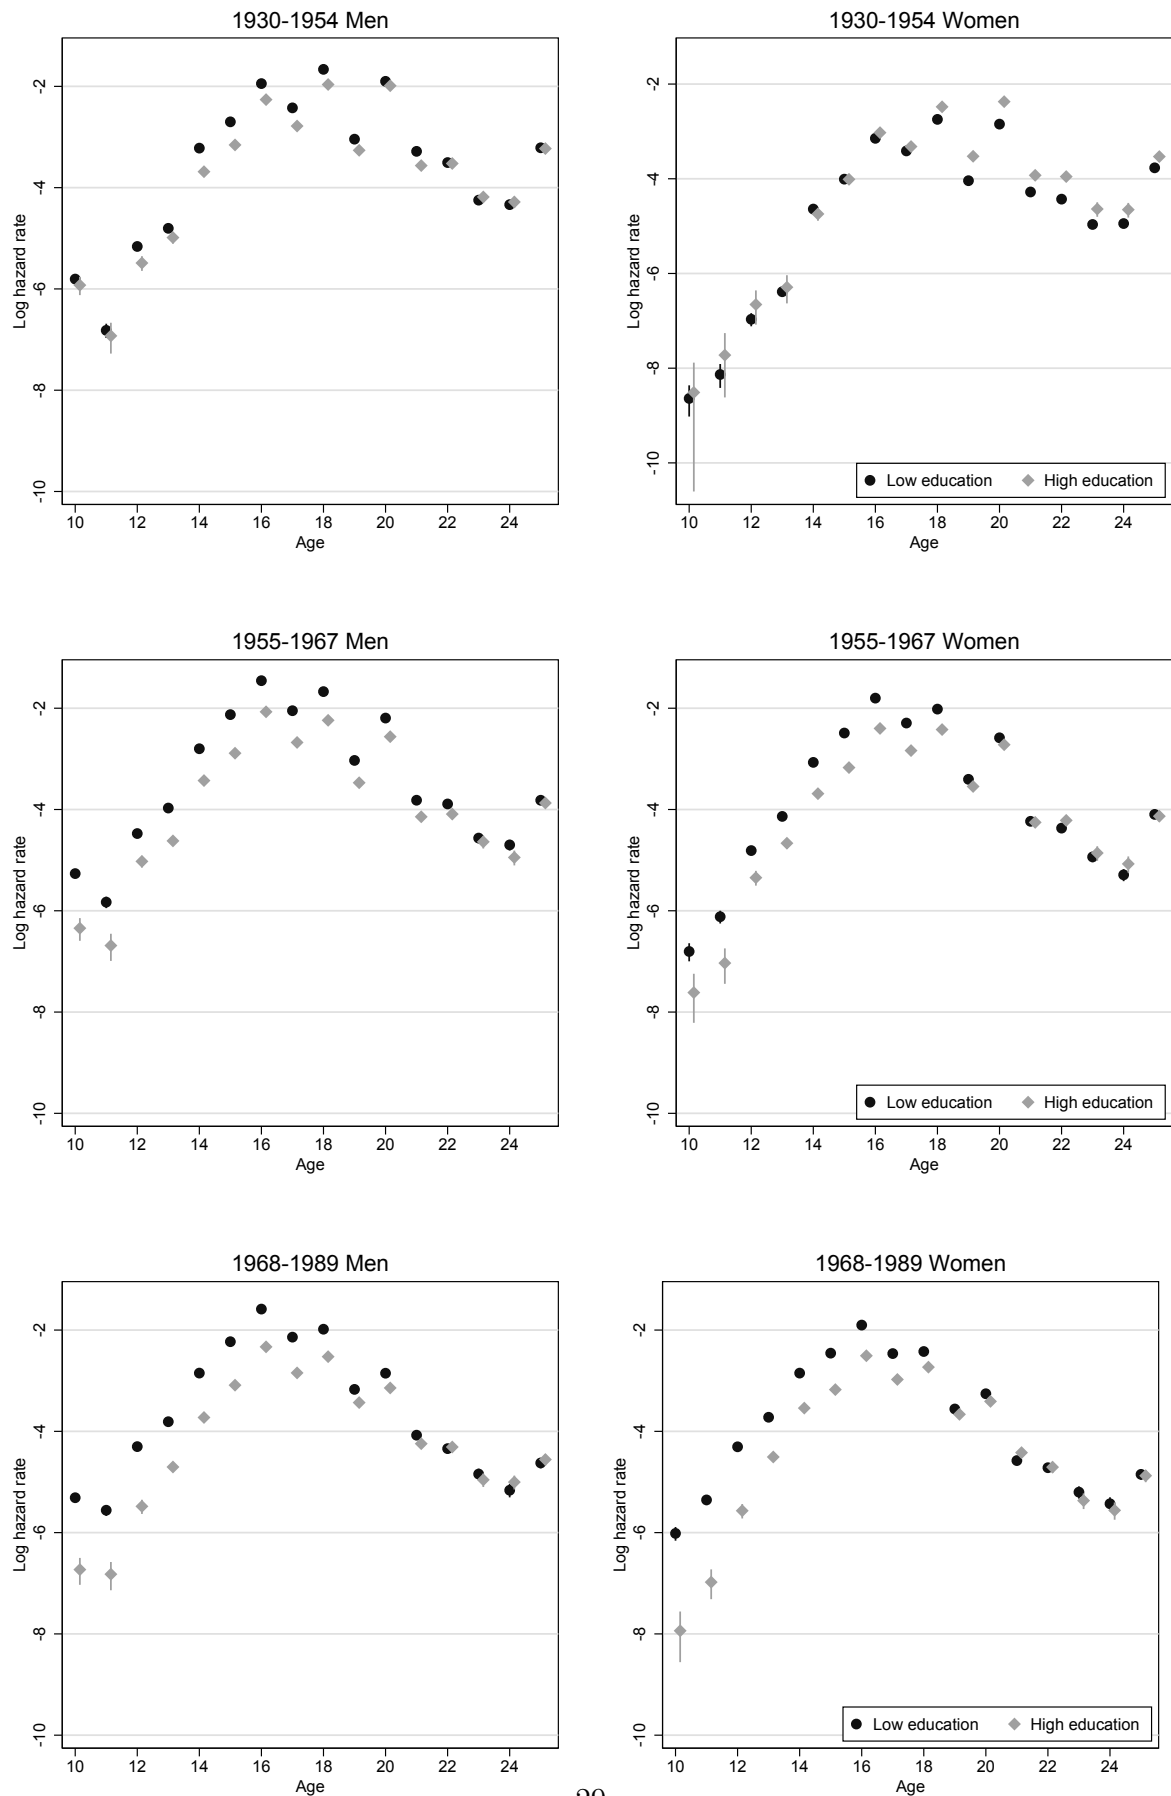 1930-1954 Men
Log hazard rate
-2
-4
-6
-8
-10
10 12 14 16 18 20 22 24
Age
1930-1954 Women
Log hazard rate
-2
-4
-6
-8
-10
Low education High education
10 12 14 16 18 20 22 24
Age
1955-1967 Men
Log hazard rate
-2
-4
-6
-8
-10
10 12 14 16 18 20 22 24
Age
1955-1967 Women
Log hazard rate
-2
-4
-6
-8
-10
Low education High education
10 12 14 16 18 20 22 24
Age
1968-1989 Men
Log hazard rate
-2
-4
-6
-8
-10
10 12 14 16 18 20 22 24
Age
1968-1989 Women
Log hazard rate
-2
-4
-6
-8
-10
Low education High education
10 12 14 16 18 20 22 24
Age